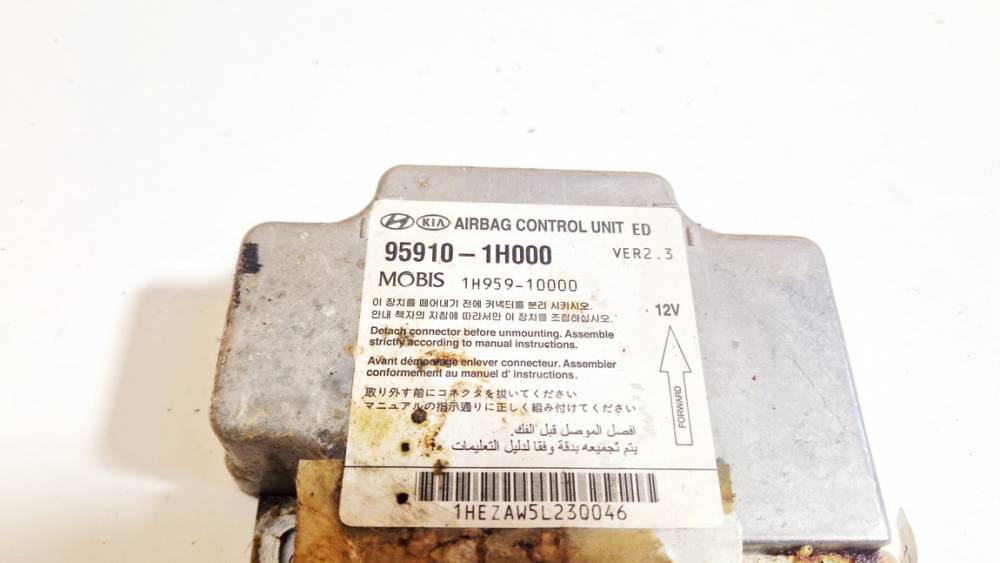 KIA AIRBAG CONTROL UNIT ED
95910-1H000 VER2.3
MOBIS 1H959-10000
이 장치를 떼어내기 전에 커넥터를 분리 시키시오.
안내 책자의 지침에 따라서만 이 장치를 조립하십시오.
12V
Detach connector before unmounting. Assemble
strictly according to manual instructions.
Avant démontage enlever connecteur. Assembler
conformement au manuel d' instructions.
FORWARD
取り外す前にコネクタを抜いてください
マニュアルの指示通りに正しく組み付けてください
افصل الموصل قبل الفك.
يتم تجميعه بدقة وفقا لدليل التعليمات
1HEZAW5L230046